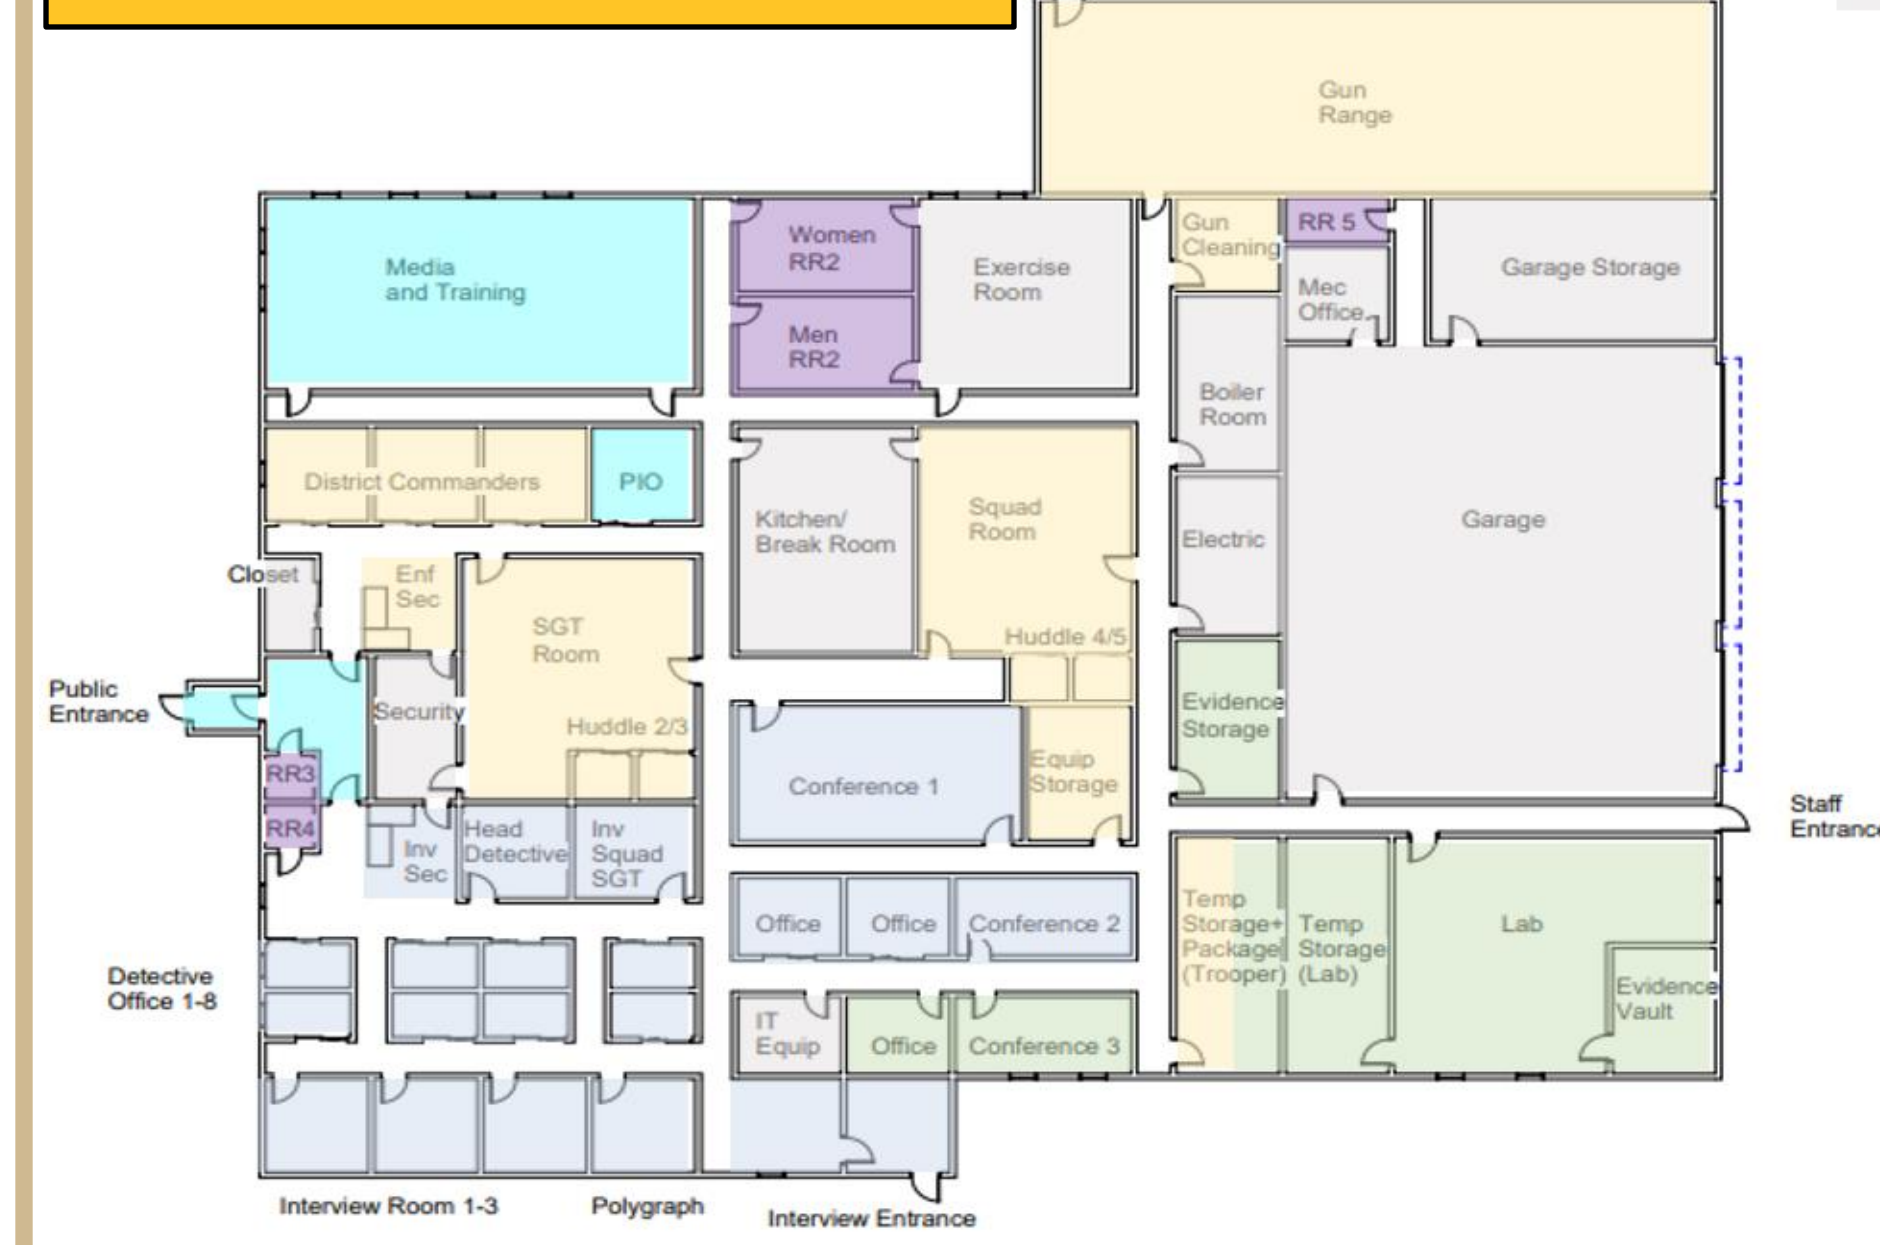 Gun
Range
Women
RR2
Gun
Cleaning
RR 5
Media
and Training
Exercise
Room
Garage Storage
Mec
Office
Men
RR2
Boiler
Room
District Commanders
PIO
Kitchen/
Break Room
Squad
Room
Electric
Garage
Closet
Enf
Sec
SGT
Room
Huddle 4/5
Public
Entrance
Security
Huddle 2/3
Evidence
Storage
RR3
Conference 1
Equip
Storage
RR4
Inv
Sec
Head
Detective
Inv
Squad
SGT
Staff
Entrance
Office
Office
Conference 2
Temp
Storage+
Package
(Trooper)
Temp
Storage
(Lab)
Lab
Evidence
Vault
Detective
Office 1-8
IT
Equip
Office
Conference 3
Interview Room 1-3
Polygraph
Interview Entrance